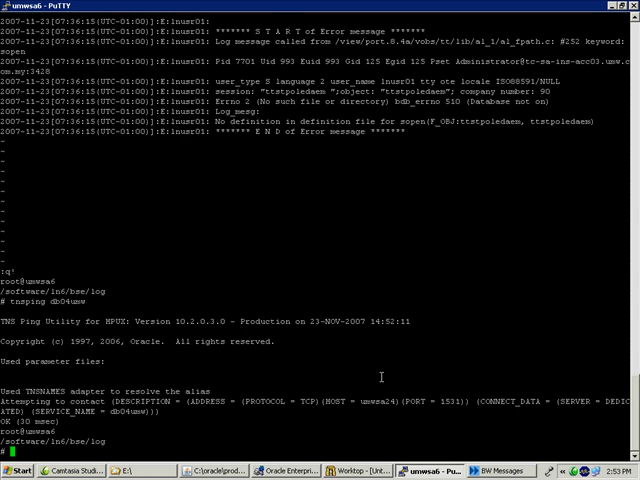 umwsa6 - PuTTY
2007-11-23[07:36:15(UTC-01:00)]:E:lnusr01:
2007-11-23[07:36:15(UTC-01:00)]:E:lnusr01: ******* S T A R T of Error message *******
2007-11-23[07:36:15(UTC-01:00)]:E:lnusr01: Log message called from /view/port.8.4a/vobs/tt/lib/al_1/al_fpath.c: #252 keyword:
sopen
2007-11-23[07:36:15(UTC-01:00)]:E:lnusr01: Pid 7701 Uid 993 Euid 993 Gid 125 Egid 125 Pset Administrator@tc-sa-ins-acc03.umw.c
om.my:3428
2007-11-23[07:36:15(UTC-01:00)]:E:lnusr01: user_type S language 2 user_name lnusr01 tty ote locale ISO88591/NULL
2007-11-23[07:36:15(UTC-01:00)]:E:lnusr01: session: "ttstpoledaem ";object: "ttstpoledaem"; company number: 90
2007-11-23[07:36:15(UTC-01:00)]:E:lnusr01: Errno 2 (No such file or directory) bdb_errno 510 (Database not on)
2007-11-23[07:36:15(UTC-01:00)]:E:lnusr01: Log_mesg:
2007-11-23[07:36:15(UTC-01:00)]:E:lnusr01: No definition in definition file for sopen(F_OBJ:ttstpoledaem, ttstpoledaem)
2007-11-23[07:36:15(UTC-01:00)]:E:lnusr01: ******* E N D of Error message *******
~
~
~
~
~
~
~
~
~
~
~
~
~
:q!
root@umwsa6
/software/ln6/bse/log
# tnsping db04umw
TNS Ping Utility for HPUX: Version 10.2.0.3.0 - Production on 23-NOV-2007 14:52:11
Copyright (c) 1997, 2006, Oracle.  All rights reserved.
Used parameter files:
Used TNSNAMES adapter to resolve the alias
Attempting to contact (DESCRIPTION = (ADDRESS = (PROTOCOL = TCP)(HOST = umwsa24)(PORT = 1531)) (CONNECT_DATA = (SERVER = DEDIC
ATED) (SERVICE_NAME = db04umw)))
OK (30 msec)
root@umwsa6
/software/ln6/bse/log
#
Start Camtasia Studi... E:\ C:\oracle\prod... Oracle Enterpri... Worktop - [Unt... umwsa6 - Pu... BW Messages 2:53 PM